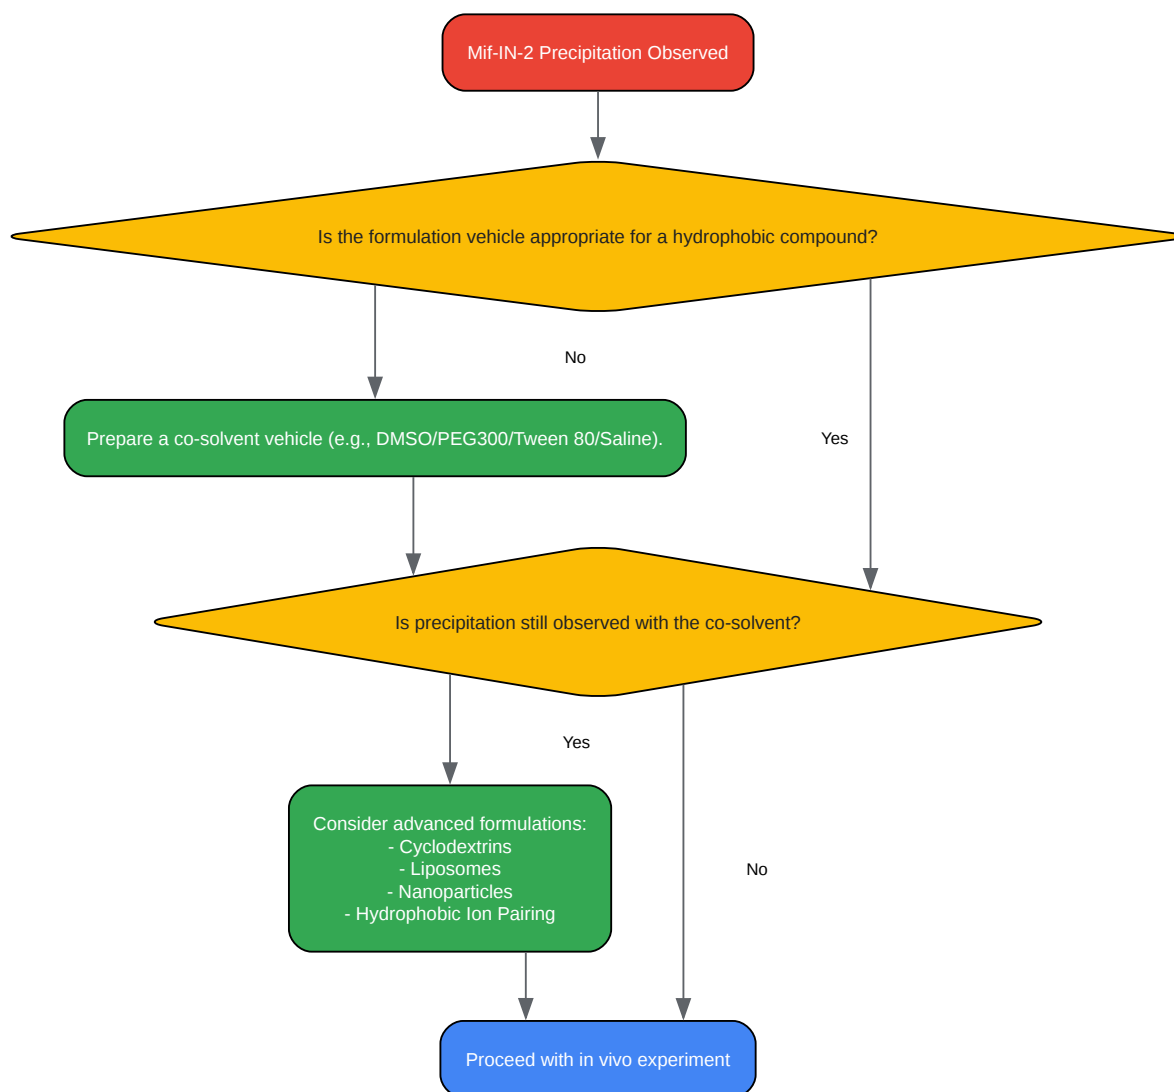 Mif-IN-2 Precipitation Observed
Is the formulation vehicle appropriate for a hydrophobic compound?
No
Prepare a co-solvent vehicle (e.g., DMSO/PEG300/Tween 80/Saline).
Yes
Is precipitation still observed with the co-solvent?
Yes
Consider advanced formulations:
- Cyclodextrins
- Liposomes
- Nanoparticles
- Hydrophobic Ion Pairing
No
Proceed with in vivo experiment